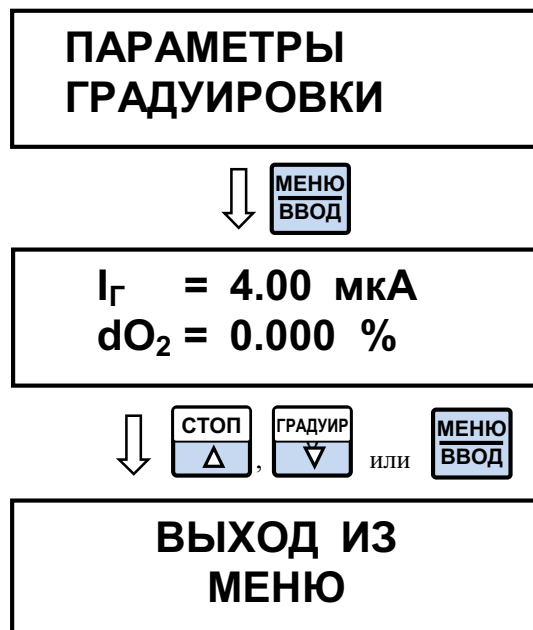 ПАРАМЕТРЫ
ГРАДУИРОВКИ
МЕНЮ
ВВОД
IГ = 4.00 мкА
dO2 = 0.000 %
СТОП , ГРАДУИР или МЕНЮ
ВВОД
ВЫХОД ИЗ
МЕНЮ